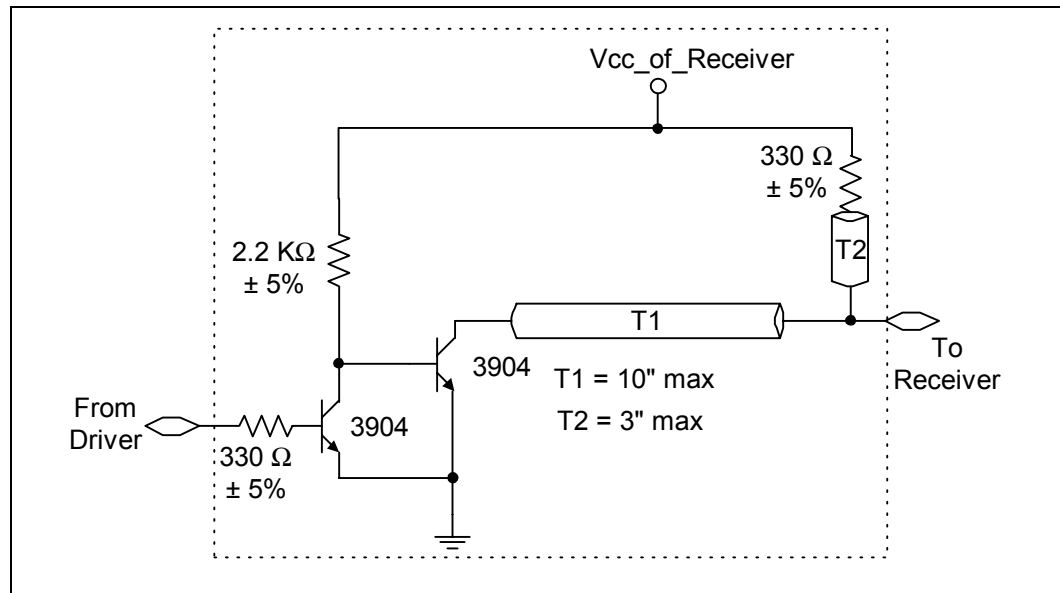 Vcc_of_Receiver
330 Ω
± 5%
2.2 KΩ
± 5%
T2
T1
3904
T1 = 10" max
T2 = 3" max
To
Receiver
From
Driver
3904
330 Ω
± 5%